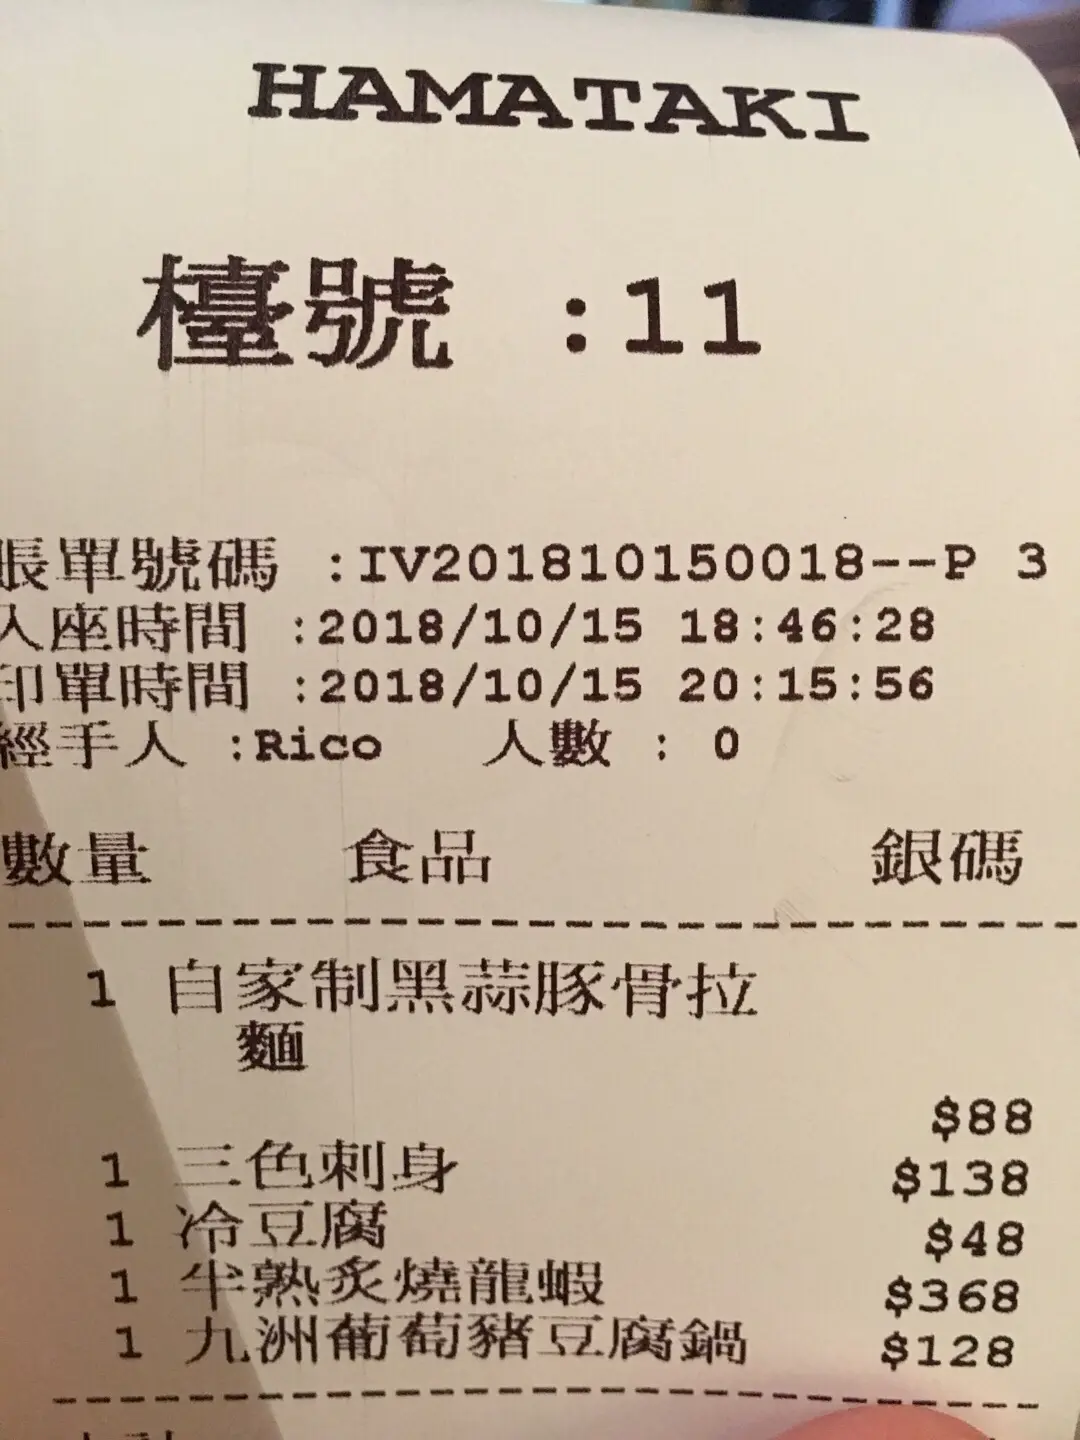 HAMATAKI
檯號 :11
賬單號碼 :IV201810150018--P 3
入座時間 :2018/10/15 18:46:28
印單時間 :2018/10/15 20:15:56
經手人 :Rico 人數 : 0
數量 食品 銀碼
1 自家制黑蒜豚骨拉
麵
$88
1 三色刺身 $138
1 冷豆腐 $48
1 半熟炙燒龍蝦 $368
1 九洲葡萄豬豆腐鍋 $128